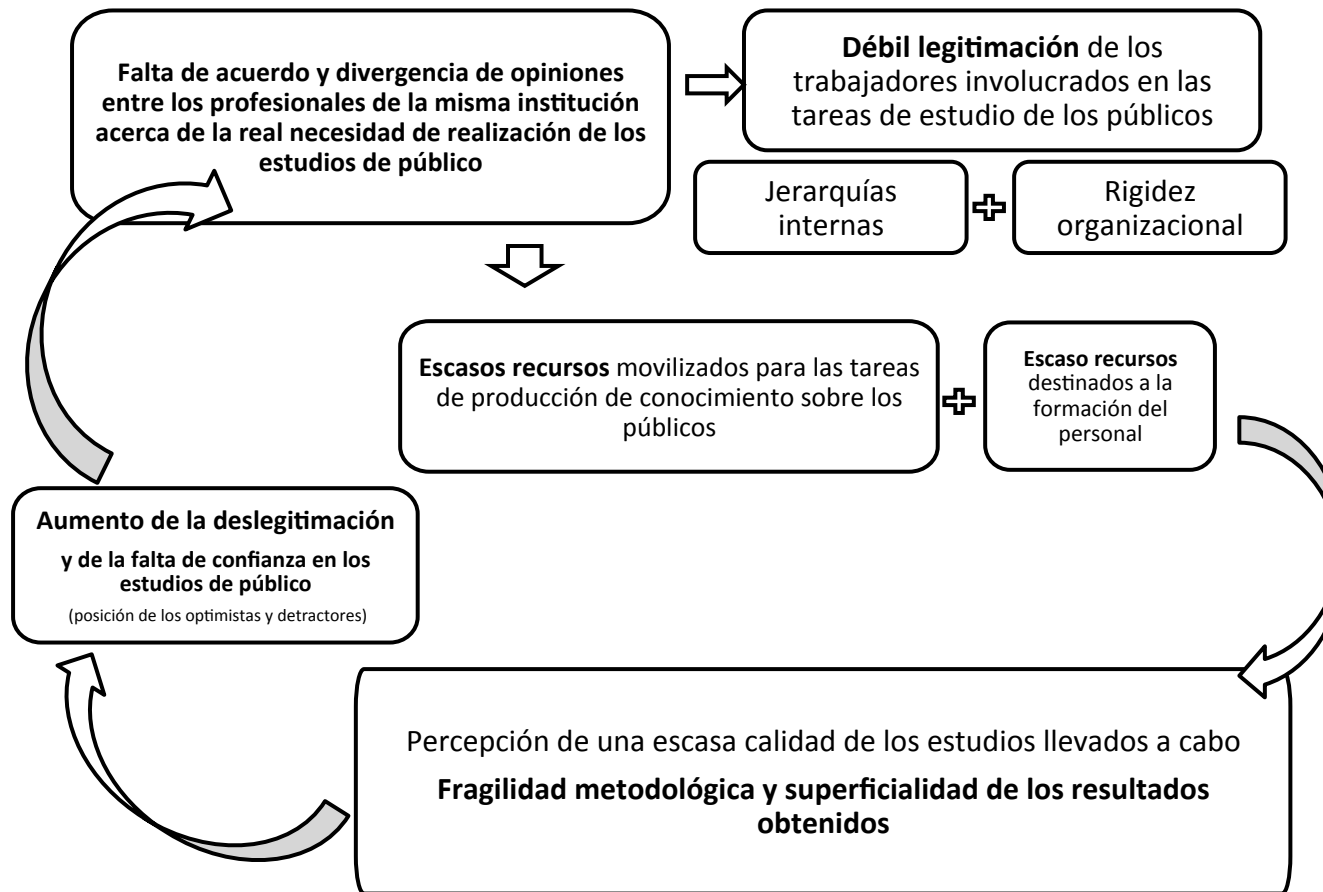 Falta de acuerdo y divergencia de opiniones
entre los profesionales de la misma institución
acerca de la real necesidad de realización de los
estudios de público
Débil legitimación de los
trabajadores involucrados en las
tareas de estudio de los públicos
Jerarquías
internas
Rigidez
organizacional
Escasos recursos movilizados para las tareas
de producción de conocimiento sobre los
públicos
Escaso recursos
destinados a la
formación del
personal
Aumento de la deslegitimación
y de la falta de confianza en los
estudios de público
(posición de los optimistas y detractores)
Percepción de una escasa calidad de los estudios llevados a cabo
Fragilidad metodológica y superficialidad de los resultados
obtenidos